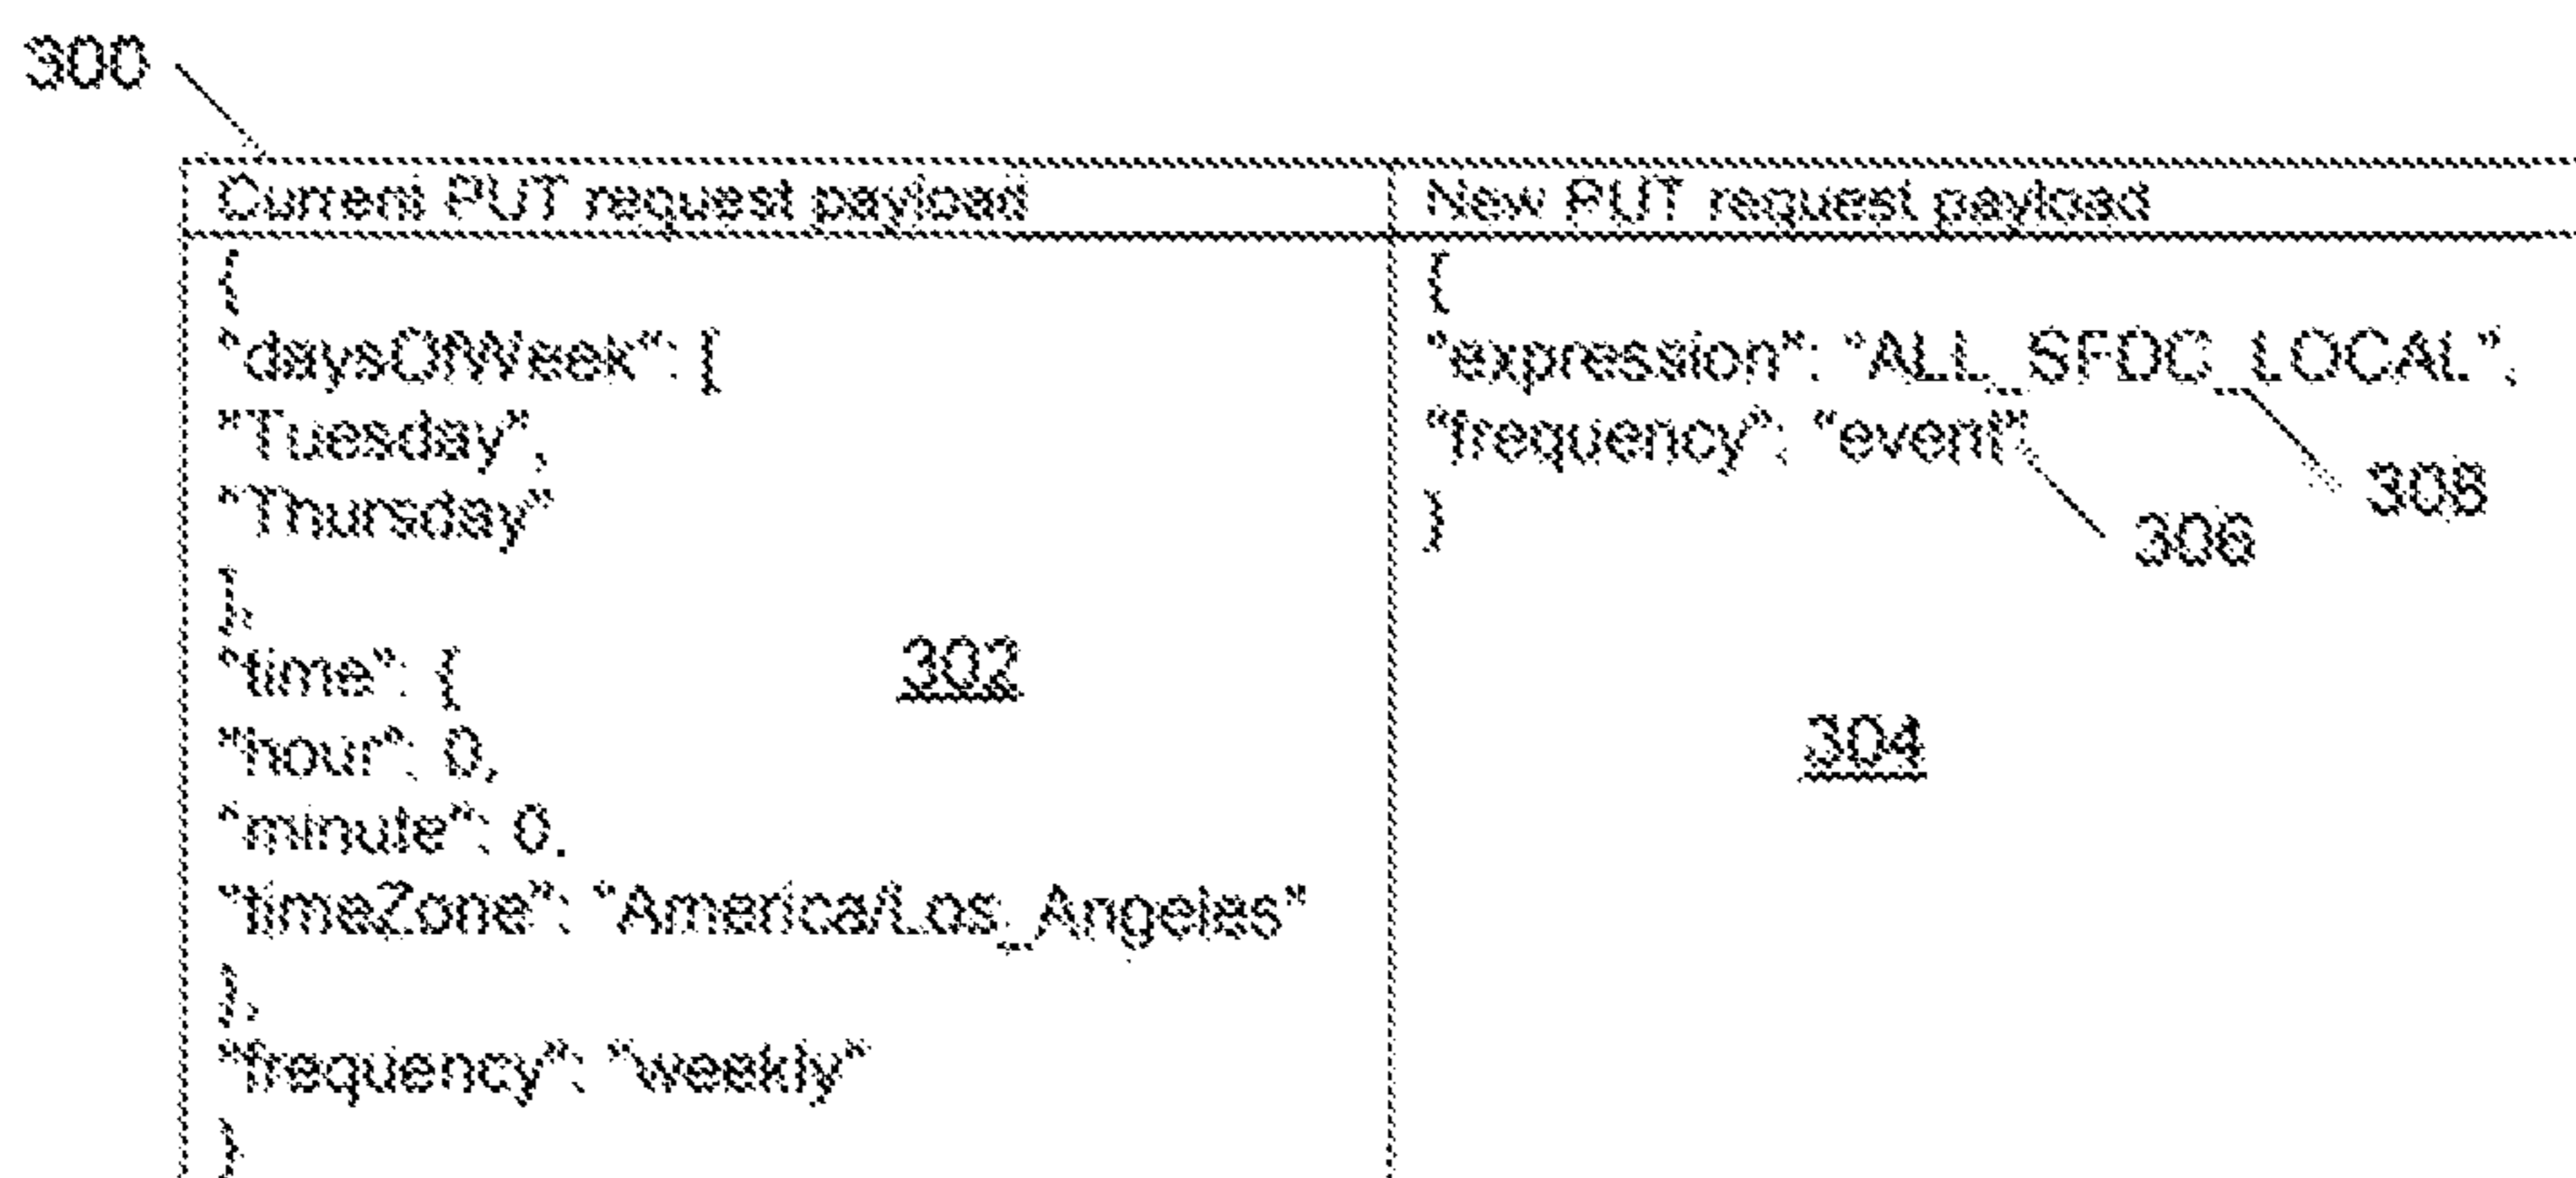 300
Current PUT request payload
{
"daysOfWeek": [
"Tuesday",
"Thursday"
],
"time": {
"hour": 0,
"minute": 0,
"timeZone": "America/Los_Angeles"
},
"frequency": "weekly"
}
302
New PUT request payload
{
"expression": "ALL_SFDC_LOCAL",
"frequency": "event"
}
308
306
304